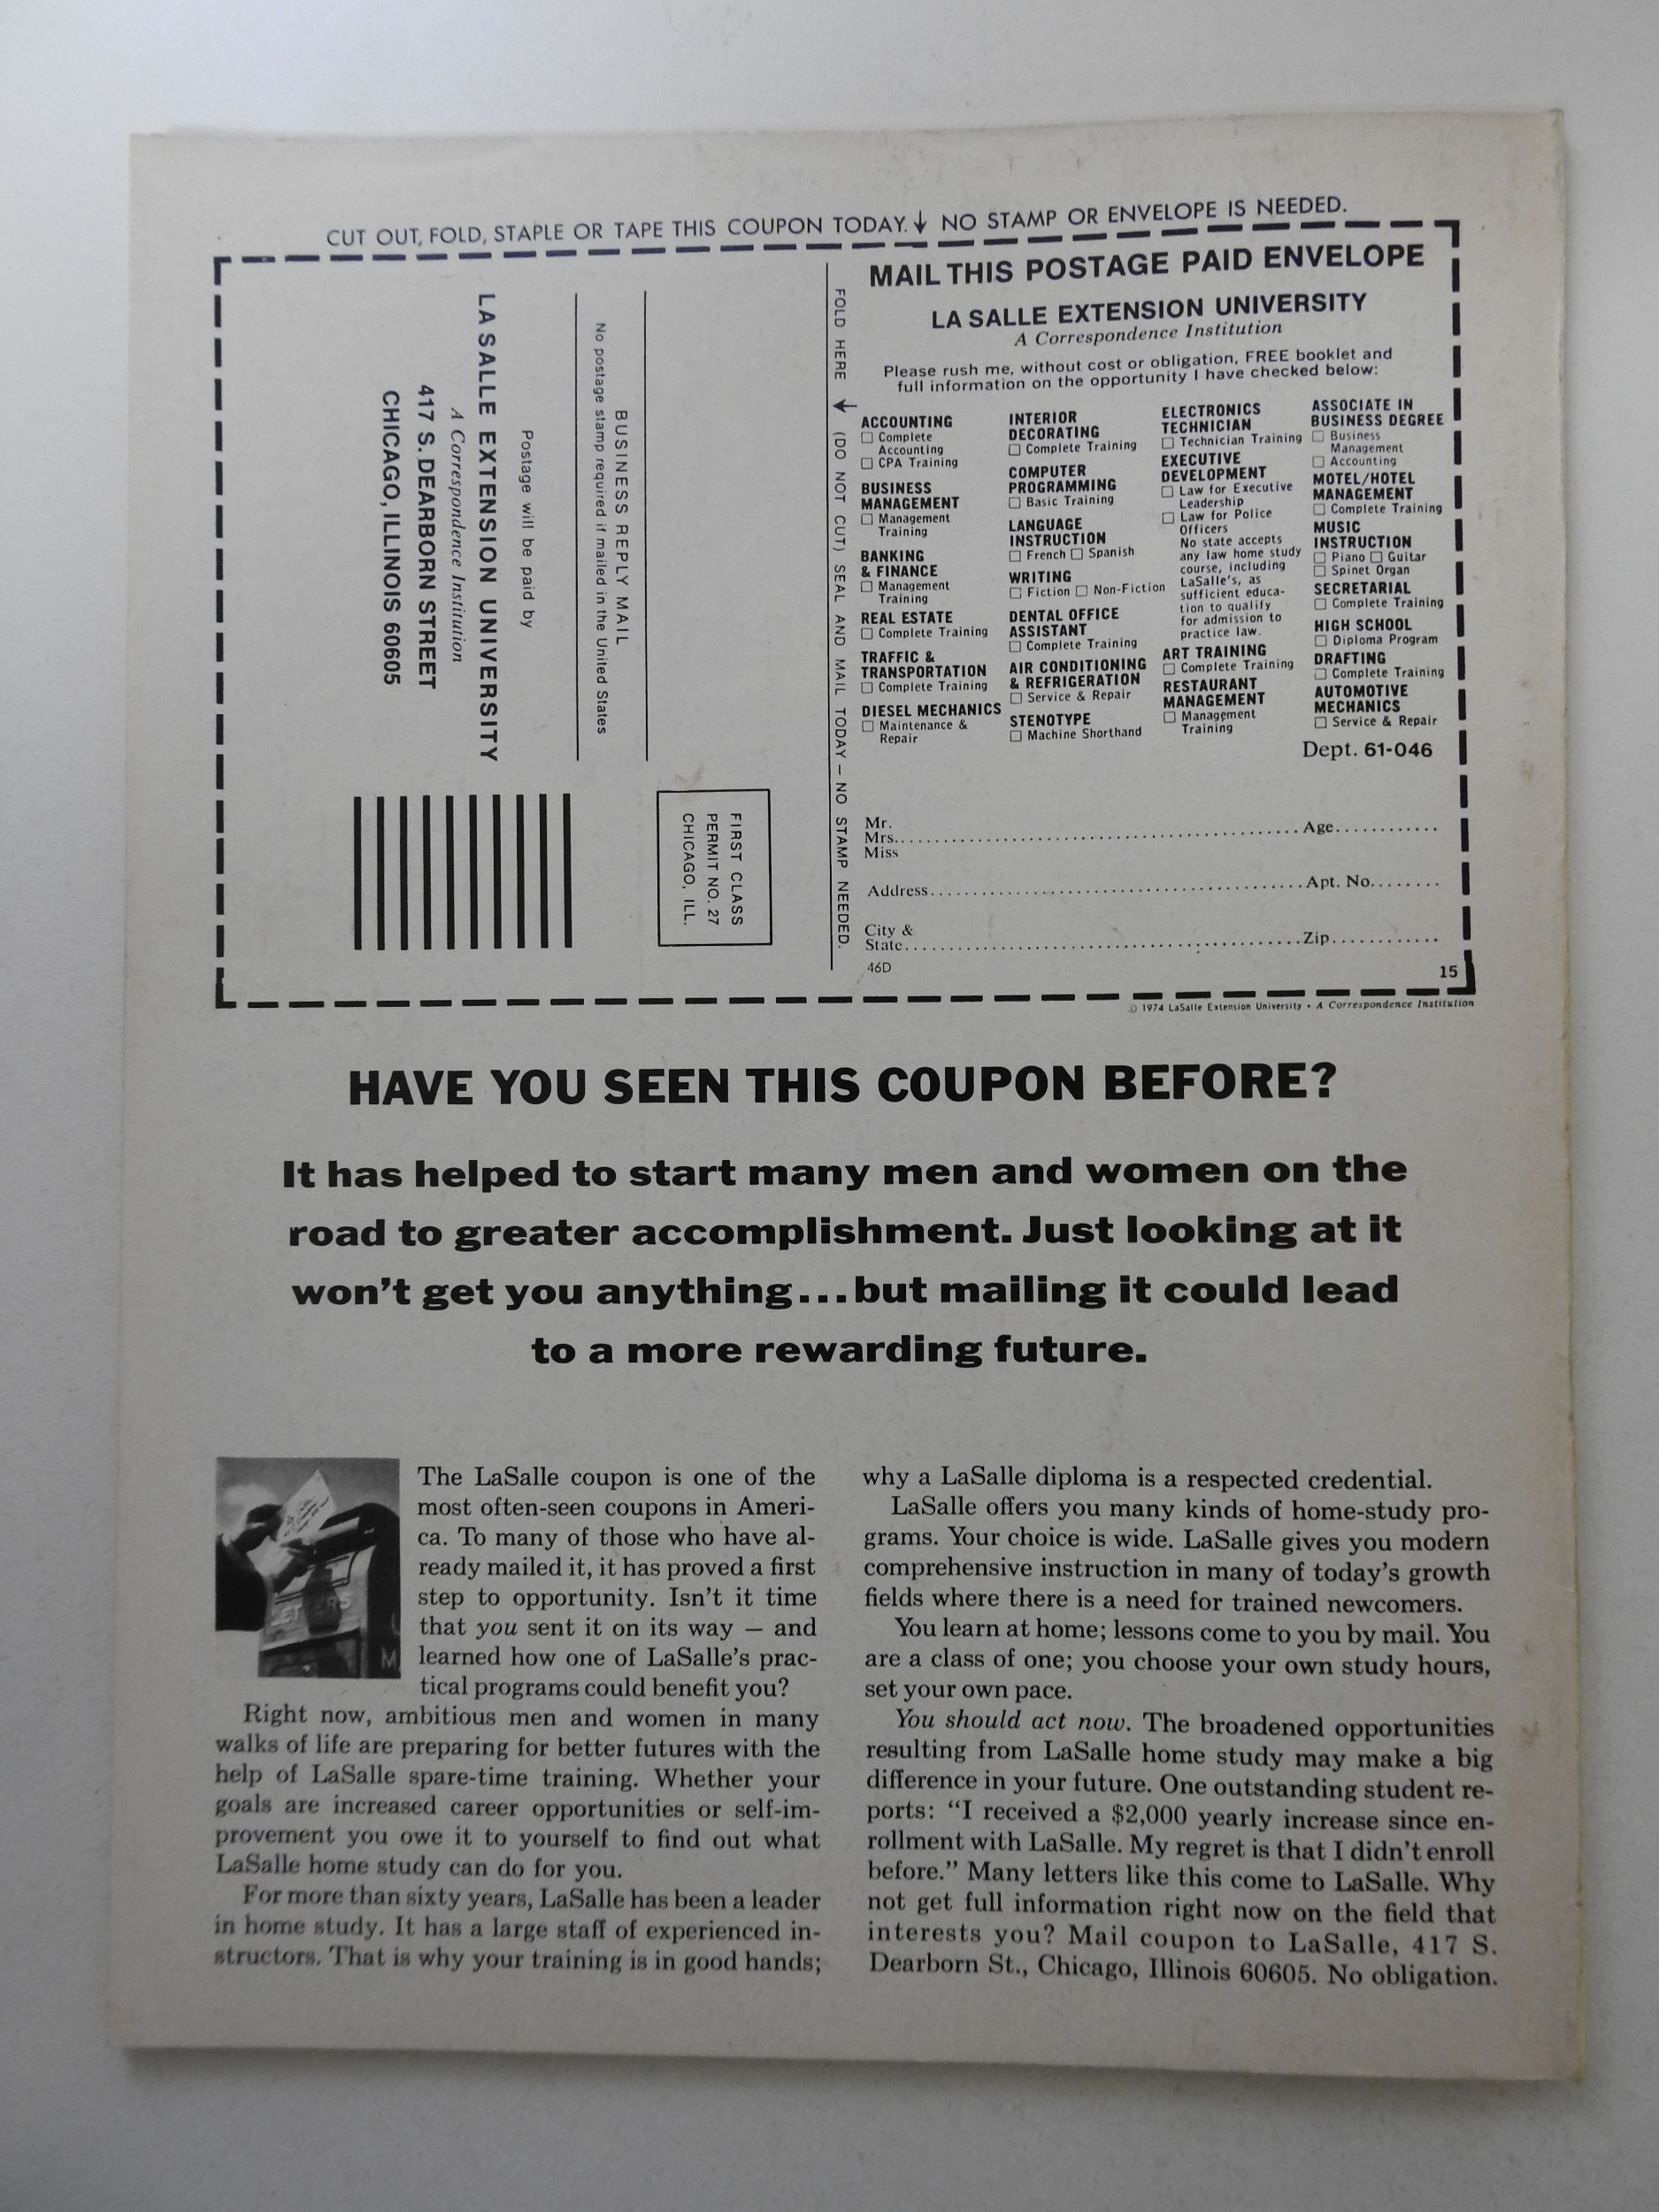 CUT OUT, FOLD, STAPLE OR TAPE THIS COUPON TODAY. ↓ NO STAMP OR ENVELOPE IS NEEDED.
BUSINESS REPLY MAIL
No postage stamp required if mailed in the United States
Postage will be paid by
LA SALLE EXTENSION UNIVERSITY
A Correspondence Institution
417 S. DEARBORN STREET
CHICAGO, ILLINOIS 60605
FIRST CLASS
PERMIT NO. 27
CHICAGO, ILL.
FOLD HERE ↓ (DO NOT CUT) SEAL AND MAIL TODAY — NO STAMP NEEDED.
MAIL THIS POSTAGE PAID ENVELOPE
LA SALLE EXTENSION UNIVERSITY
A Correspondence Institution
Please rush me, without cost or obligation, FREE booklet and
full information on the opportunity I have checked below:
ACCOUNTING
☐ Complete
Accounting
☐ CPA Training
BUSINESS
MANAGEMENT
☐ Management
Training
BANKING
& FINANCE
☐ Management
Training
REAL ESTATE
☐ Complete Training
TRAFFIC &
TRANSPORTATION
☐ Complete Training
DIESEL MECHANICS
☐ Maintenance &
Repair
INTERIOR
DECORATING
☐ Complete Training
COMPUTER
PROGRAMMING
☐ Basic Training
LANGUAGE
INSTRUCTION
☐ French ☐ Spanish
WRITING
☐ Fiction ☐ Non-Fiction
DENTAL OFFICE
ASSISTANT
☐ Complete Training
AIR CONDITIONING
& REFRIGERATION
☐ Service & Repair
STENOTYPE
☐ Machine Shorthand
ELECTRONICS
TECHNICIAN
☐ Technician Training
EXECUTIVE
DEVELOPMENT
☐ Law for Executive
Leadership
☐ Law for Police
Officers
No state accepts
any law home study
course, including
LaSalle's, as
sufficient educa-
tion to qualify
for admission to
practice law.
ART TRAINING
☐ Complete Training
RESTAURANT
MANAGEMENT
☐ Management
Training
ASSOCIATE IN
BUSINESS DEGREE
☐ Business
Management
☐ Accounting
MOTEL/HOTEL
MANAGEMENT
☐ Complete Training
MUSIC
INSTRUCTION
☐ Piano ☐ Guitar
☐ Spinet Organ
SECRETARIAL
☐ Complete Training
HIGH SCHOOL
☐ Diploma Program
DRAFTING
☐ Complete Training
AUTOMOTIVE
MECHANICS
☐ Service & Repair
Dept. 61-046
Mr.
Mrs. Age
Miss
Address Apt. No.
City &
State Zip
46D 15
© 1974 LaSalle Extension University • A Correspondence Institution
HAVE YOU SEEN THIS COUPON BEFORE?
It has helped to start many men and women on the
road to greater accomplishment. Just looking at it
won't get you anything...but mailing it could lead
to a more rewarding future.
The LaSalle coupon is one of the
most often-seen coupons in Ameri-
ca. To many of those who have al-
ready mailed it, it has proved a first
step to opportunity. Isn't it time
that you sent it on its way — and
learned how one of LaSalle's prac-
tical programs could benefit you?
Right now, ambitious men and women in many
walks of life are preparing for better futures with the
help of LaSalle spare-time training. Whether your
goals are increased career opportunities or self-im-
provement you owe it to yourself to find out what
LaSalle home study can do for you.
For more than sixty years, LaSalle has been a leader
in home study. It has a large staff of experienced in-
structors. That is why your training is in good hands;
why a LaSalle diploma is a respected credential.
LaSalle offers you many kinds of home-study pro-
grams. Your choice is wide. LaSalle gives you modern
comprehensive instruction in many of today's growth
fields where there is a need for trained newcomers.
You learn at home; lessons come to you by mail. You
are a class of one; you choose your own study hours,
set your own pace.
You should act now. The broadened opportunities
resulting from LaSalle home study may make a big
difference in your future. One outstanding student re-
ports: "I received a $2,000 yearly increase since en-
rollment with LaSalle. My regret is that I didn't enroll
before." Many letters like this come to LaSalle. Why
not get full information right now on the field that
interests you? Mail coupon to LaSalle, 417 S.
Dearborn St., Chicago, Illinois 60605. No obligation.